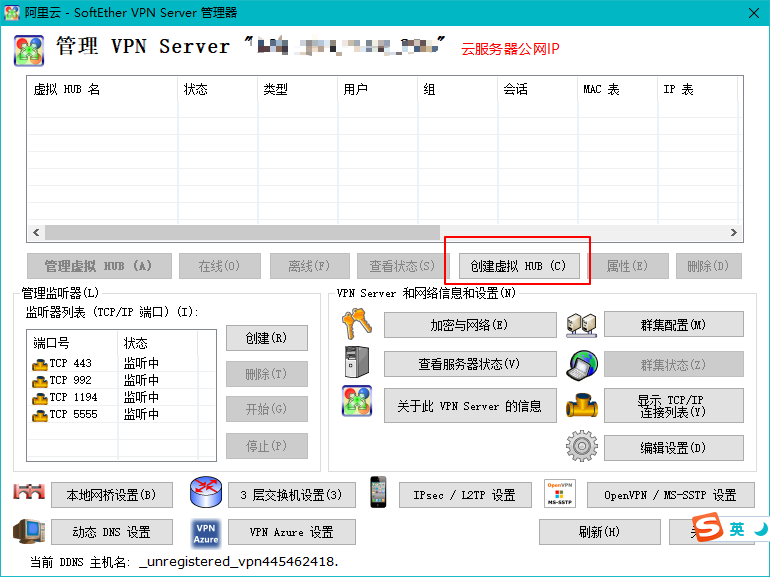 阿里云 - SoftEther VPN Server 管理器
管理 VPN Server "
" 云服务器公网IP
虚拟 HUB 名 状态 类型 用户 组 会话 MAC 表 IP 表
管理虚拟 HUB (A) 在线(O) 离线(F) 查看状态(S) 创建虚拟 HUB (C) 属性(E) 删除(D)
管理监听器(L)
监听器列表 (TCP/IP 端口) (I):
端口号 状态
TCP 443 监听中
TCP 992 监听中
TCP 1194 监听中
TCP 5555 监听中
创建(R)
删除(T)
开始(G)
停止(P)
VPN Server 和网络信息和设置(N)
加密与网络(E) 群集配置(M)
查看服务器状态(V) 群集状态(Z)
关于此 VPN Server 的信息 显示 TCP/IP
连接列表(Y)
编辑设置(D)
本地网桥设置(B) 3 层交换机设置(3) IPsec / L2TP 设置 OpenVPN
MS-SSTP OpenVPN / MS-SSTP 设置
动态 DNS 设置 VPN
Azure VPN Azure 设置 刷新(H) 英
当前 DDNS 主机名: _unregistered_vpn445462418.